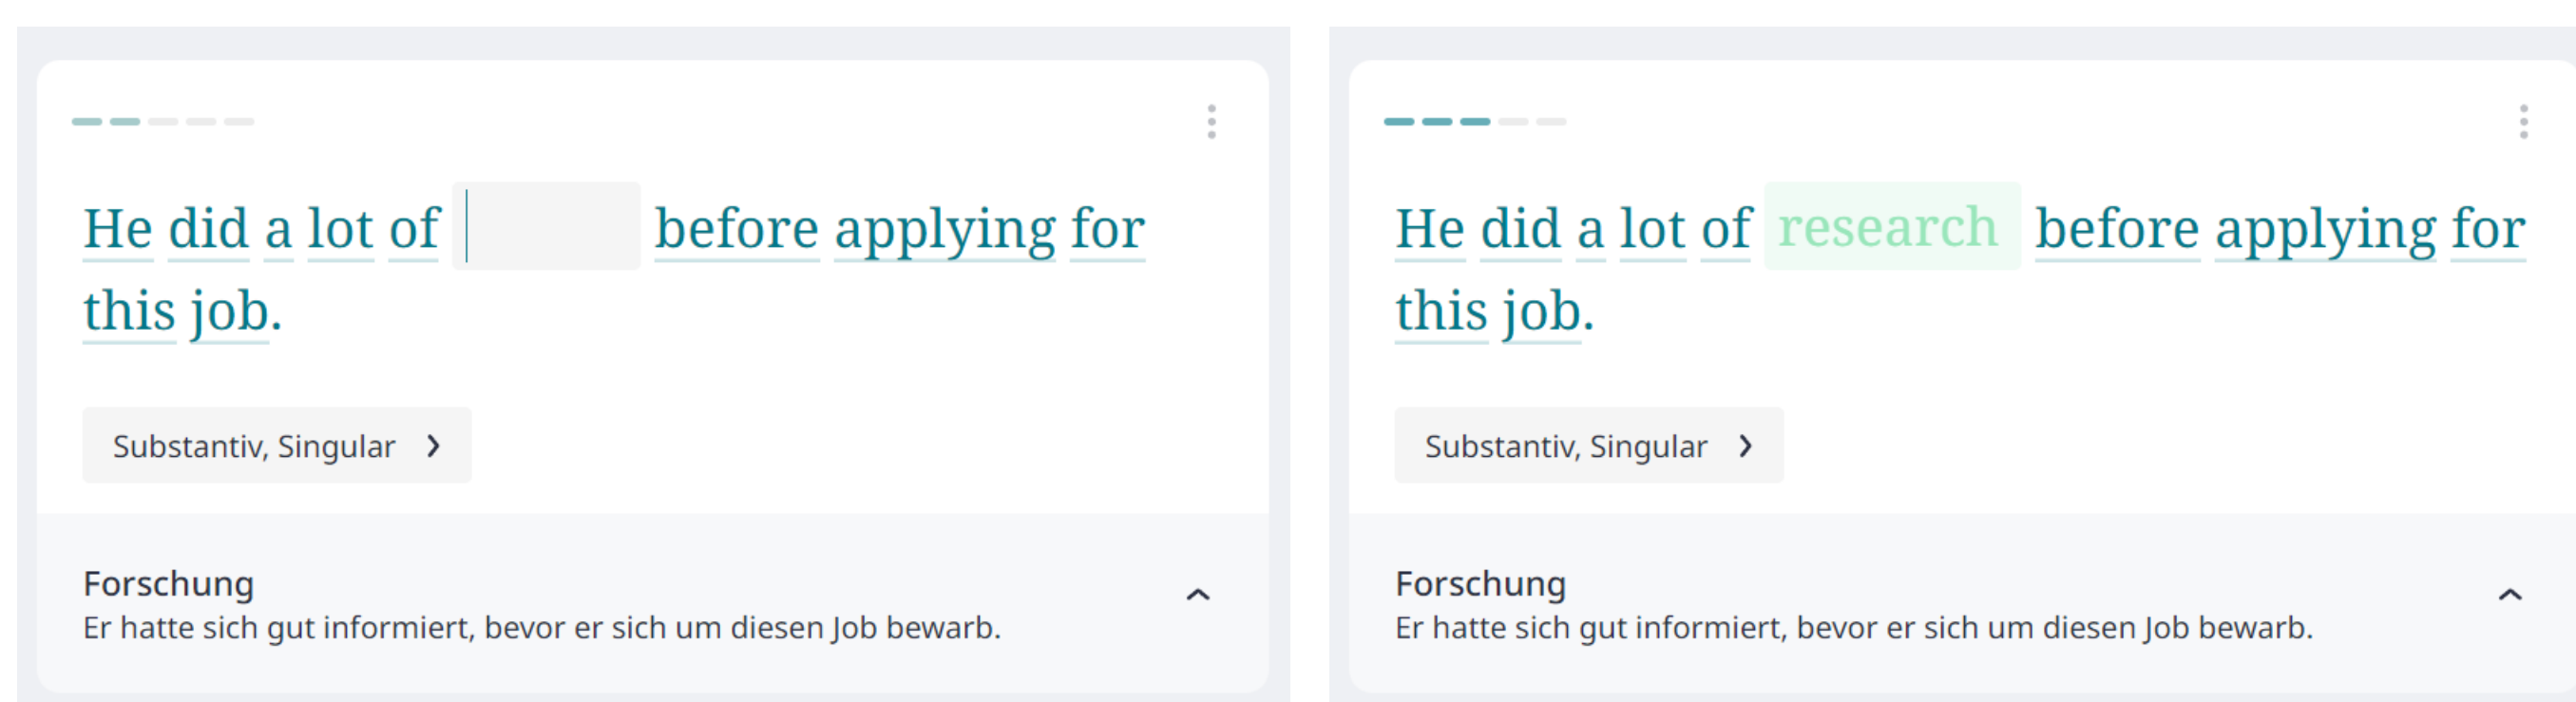 He did a lot of before applying for
this job.
Substantiv, Singular
Forschung
Er hatte sich gut informiert, bevor er sich um diesen Job bewarb.
He did a lot of research before applying for
this job.
Substantiv, Singular
Forschung
Er hatte sich gut informiert, bevor er sich um diesen Job bewarb.